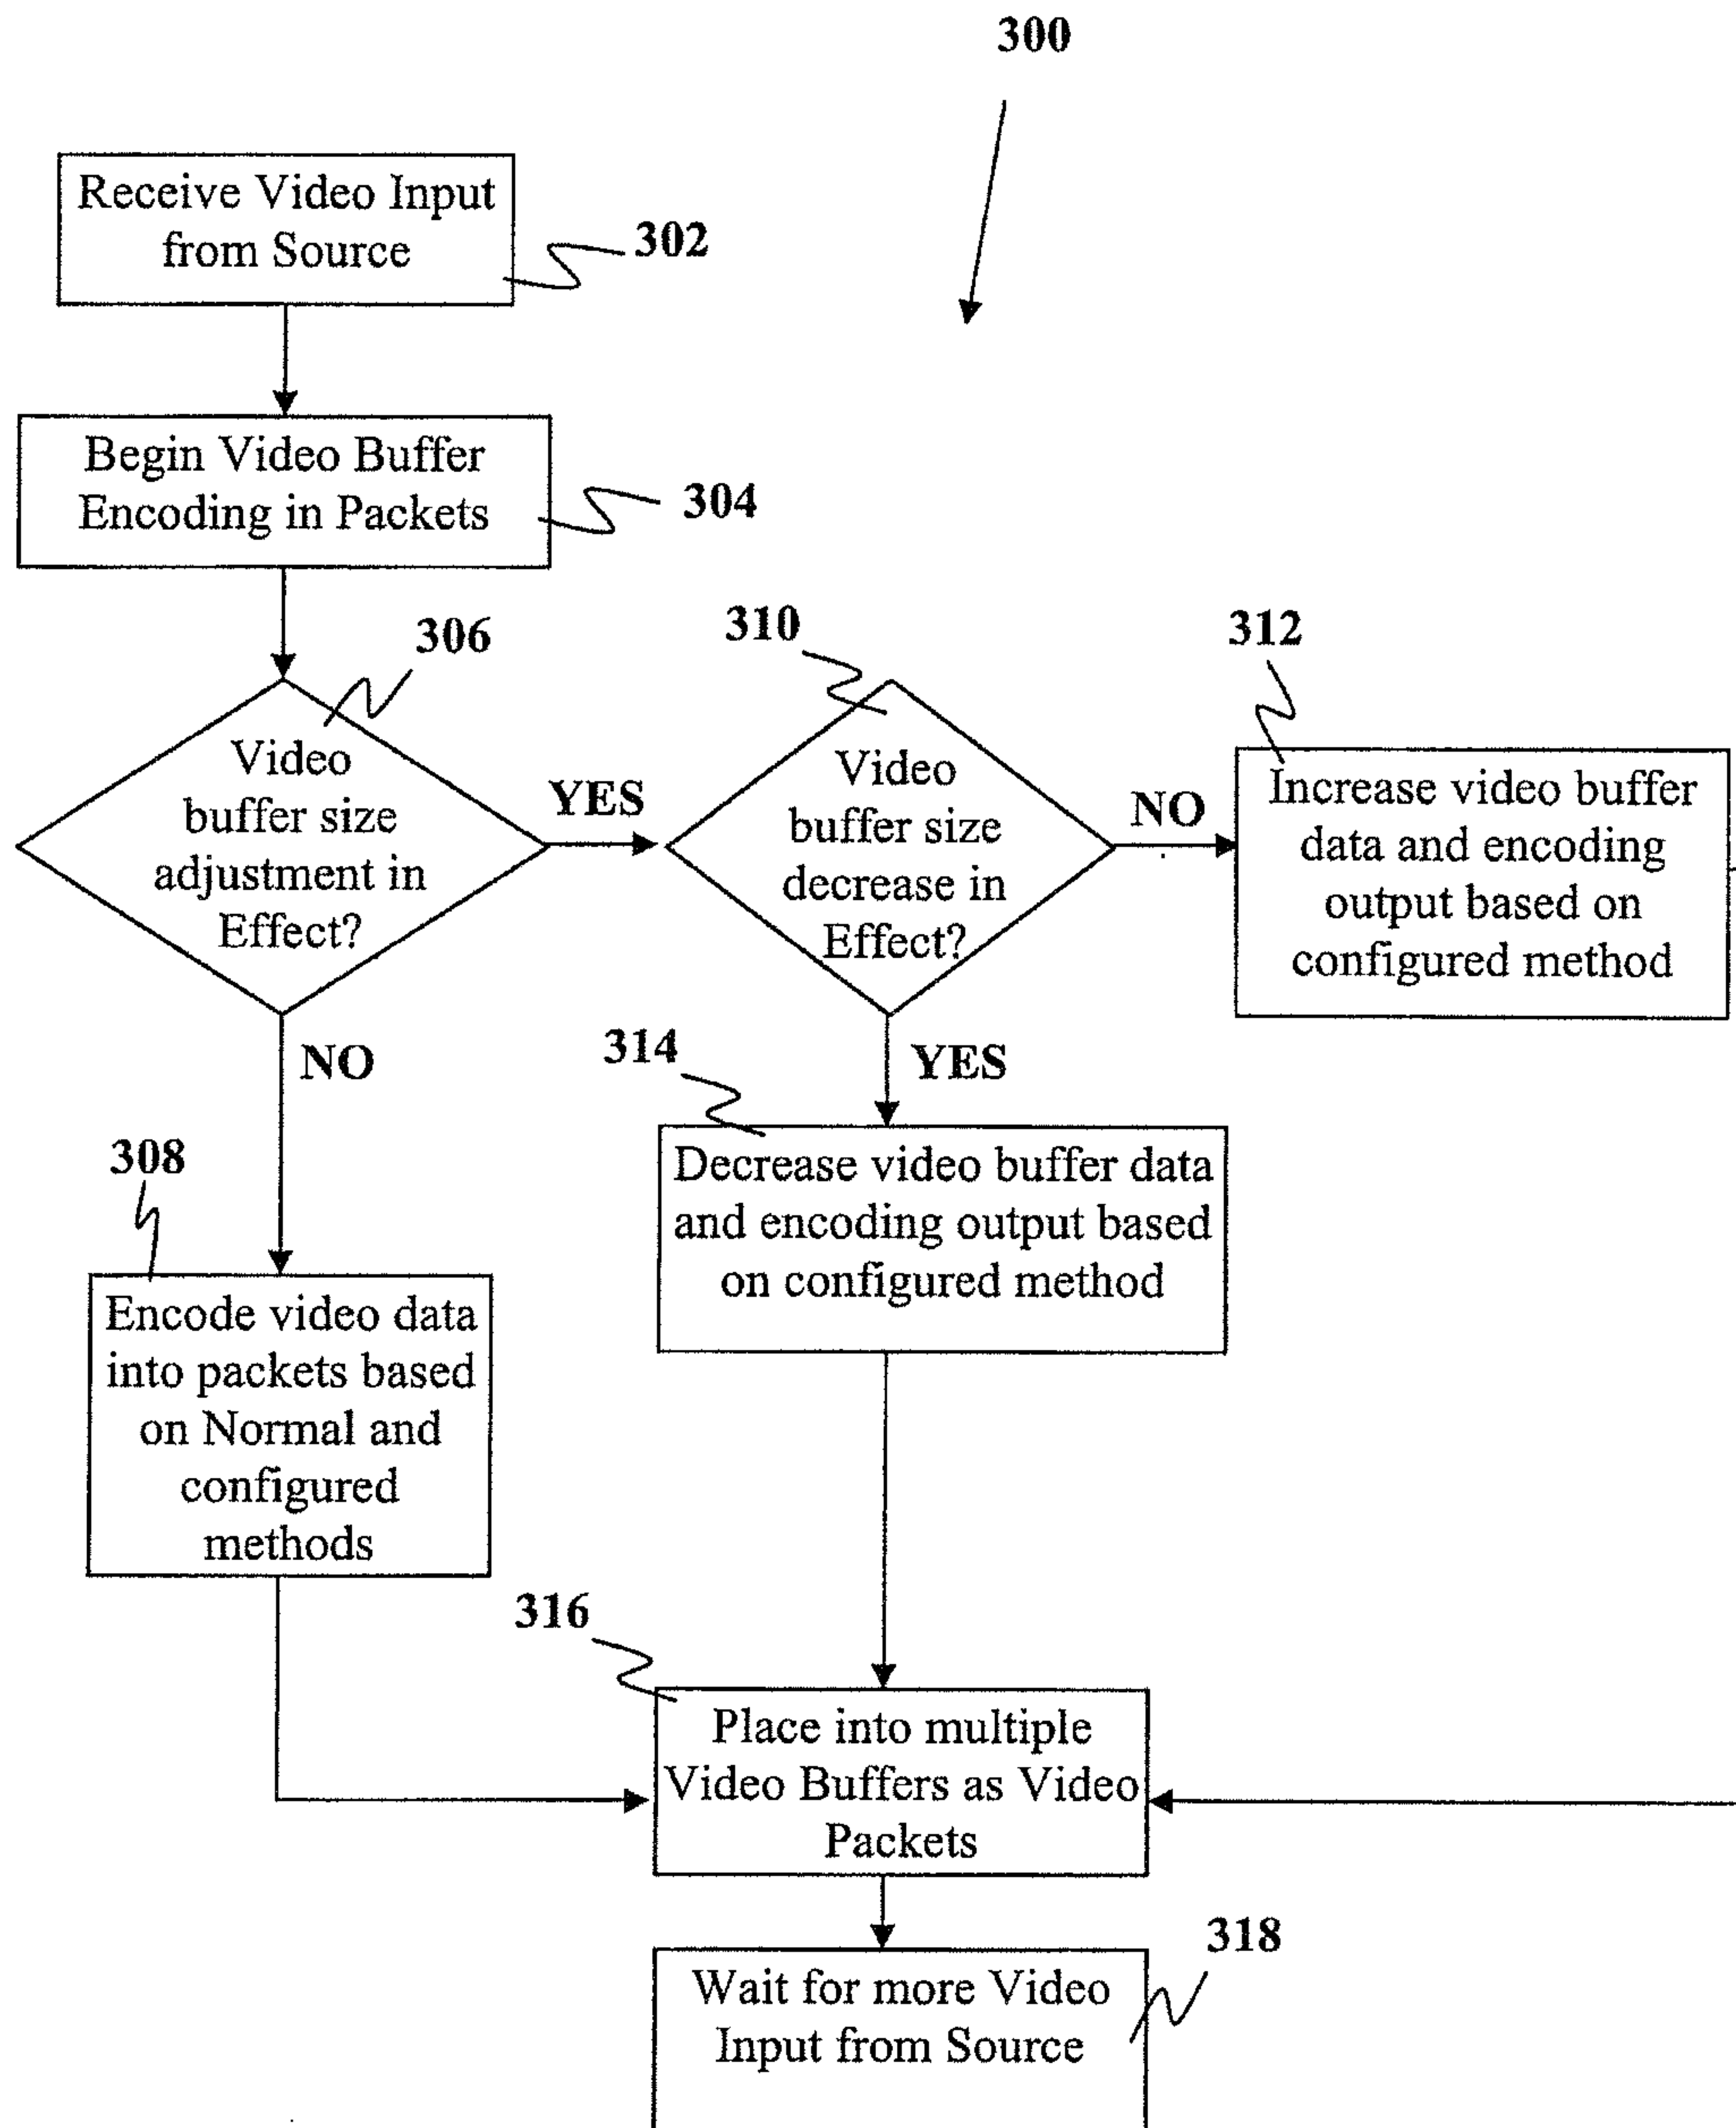 300
Receive Video Input
from Source
302
Begin Video Buffer
Encoding in Packets
304
306
Video
buffer size
adjustment in
Effect?
YES
NO
310
Video
buffer size
decrease in
Effect?
NO
YES
312
Increase video buffer
data and encoding
output based on
configured method
314
Decrease video buffer data
and encoding output based
on configured method
308
Encode video data
into packets based
on Normal and
configured
methods
316
Place into multiple
Video Buffers as Video
Packets
318
Wait for more Video
Input from Source